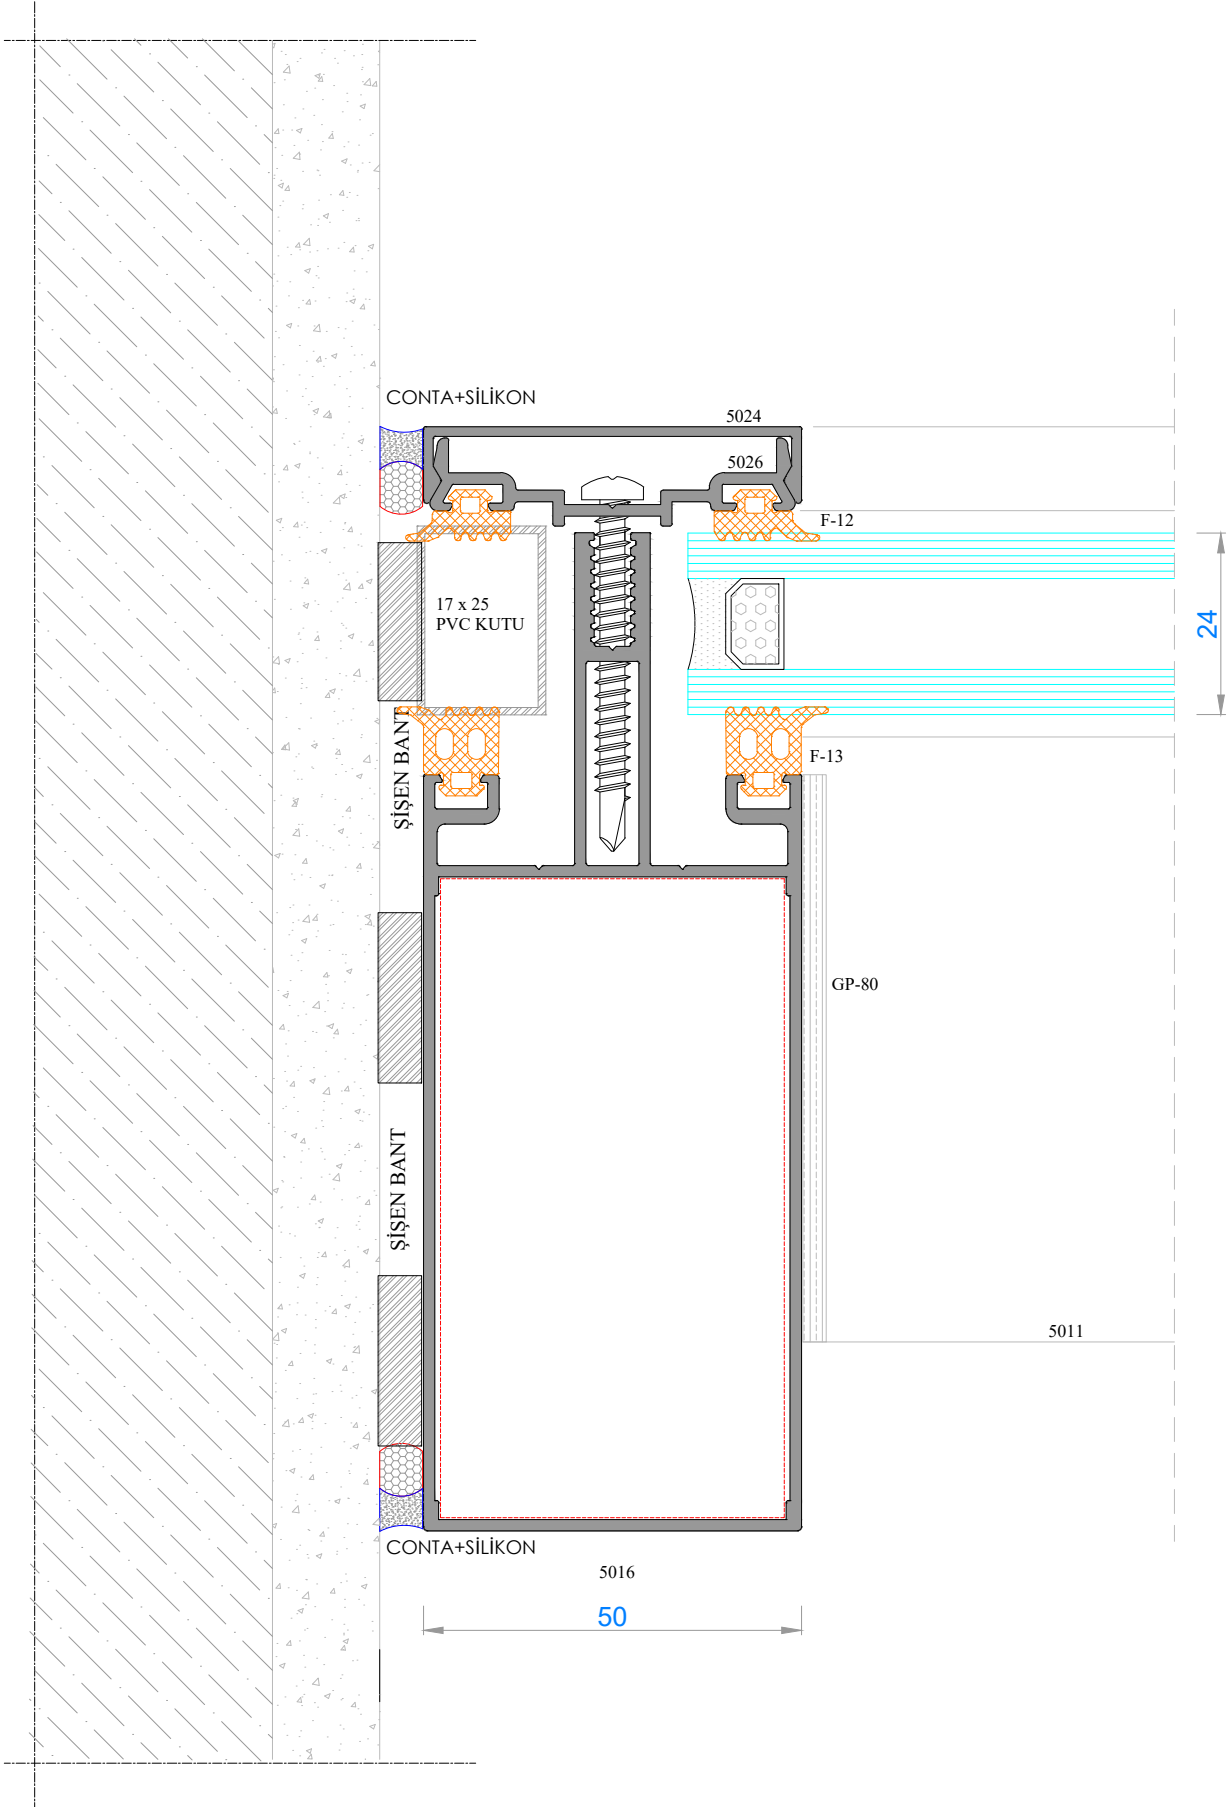 CONTA+SİLİKON
5024
5026
F-12
17 x 25
PVC KUTU
24
ŞİŞEN BANT
F-13
GP-80
ŞİŞEN BANT
5011
CONTA+SİLİKON
5016
50